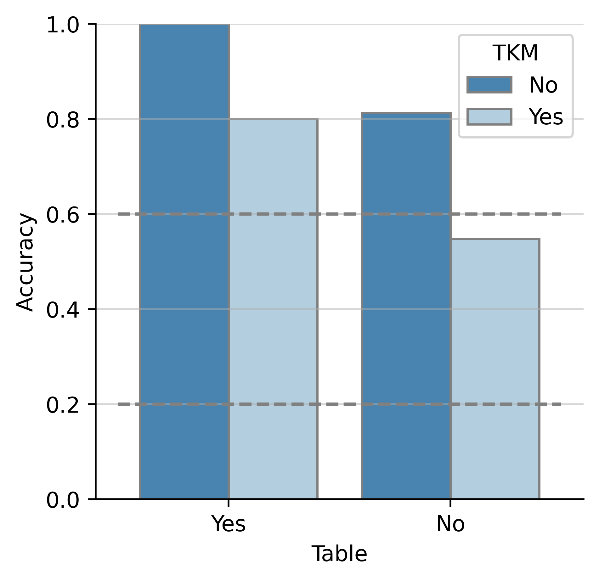 1.0
0.8
0.6
0.4
0.2
0.0
Accuracy
TKM
No
Yes
Yes
No
Table